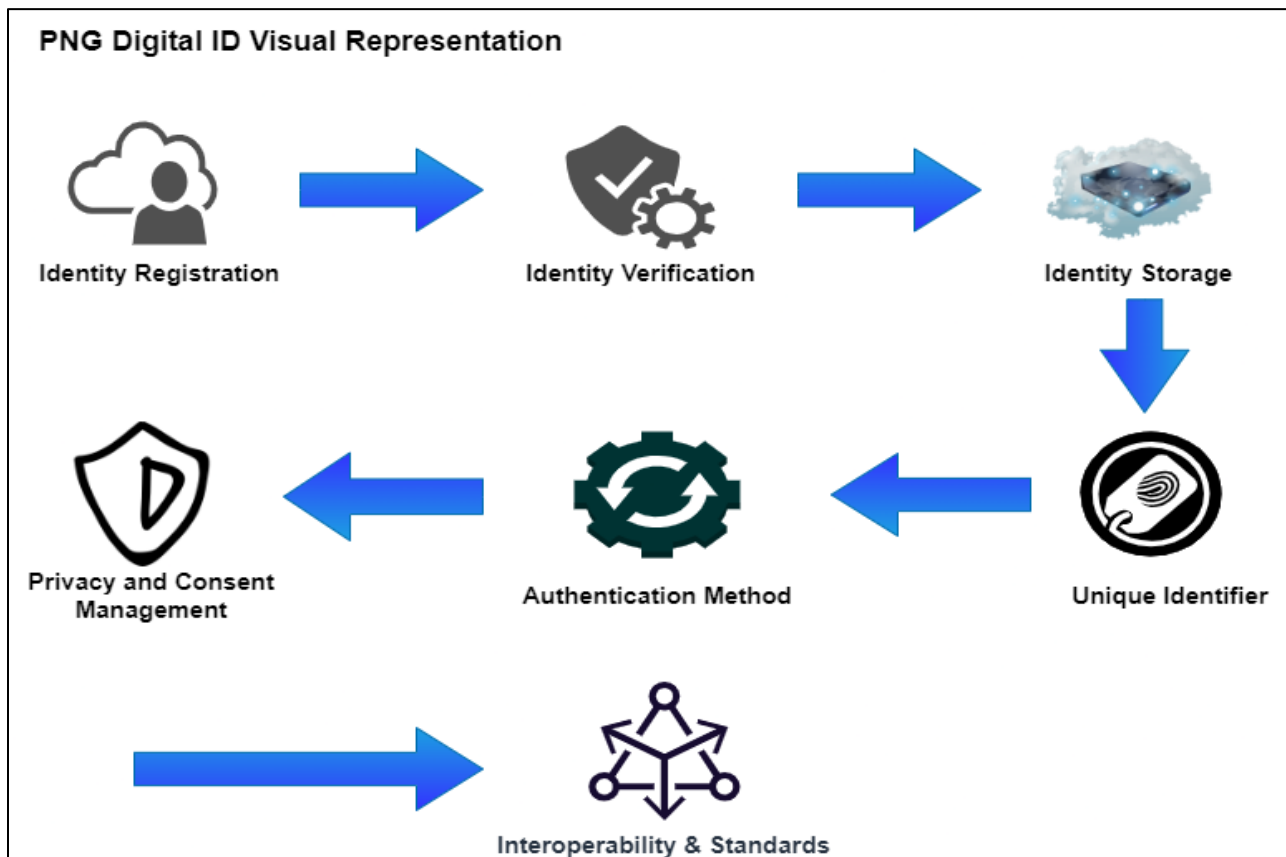 PNG Digital ID Visual Representation
Identity Registration
Identity Verification
Identity Storage
Privacy and Consent
Management
Authentication Method
Unique Identifier
Interoperability & Standards